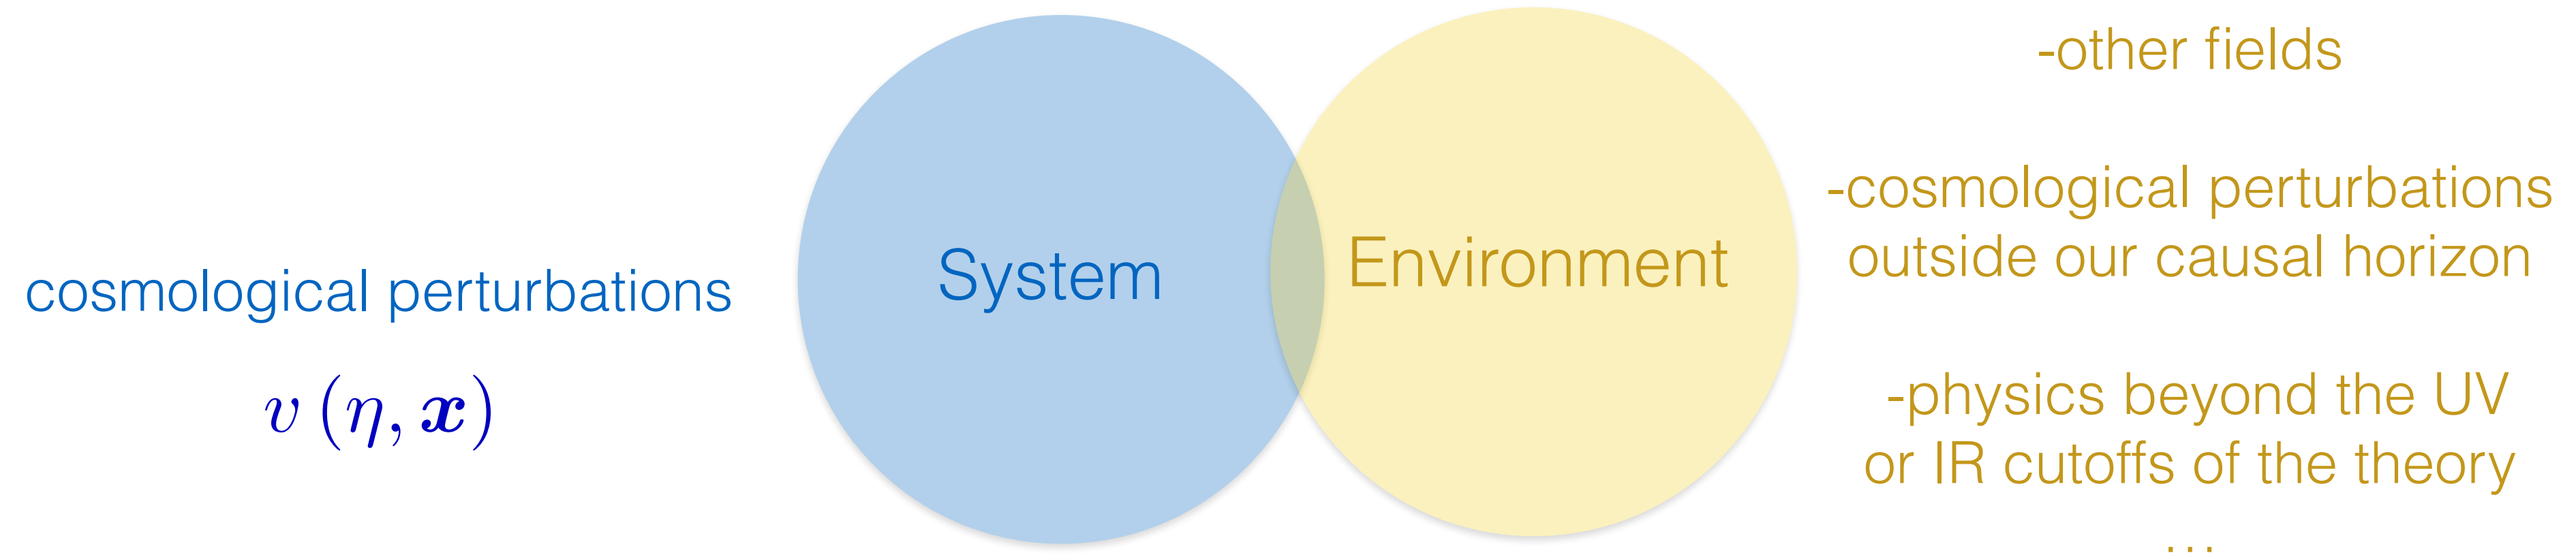 cosmological perturbations
v (η, x)
System
Environment
-other fields
-cosmological perturbations
outside our causal horizon
-physics beyond the UV
or IR cutoffs of the theory
...